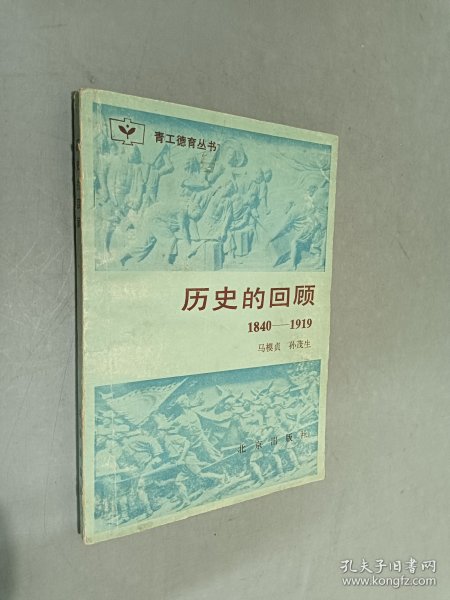 青工德育丛书
历史的回顾
1840——1919
马模贞 孙茂生
北京出版社
孔夫子旧书网
www.kongfz.com